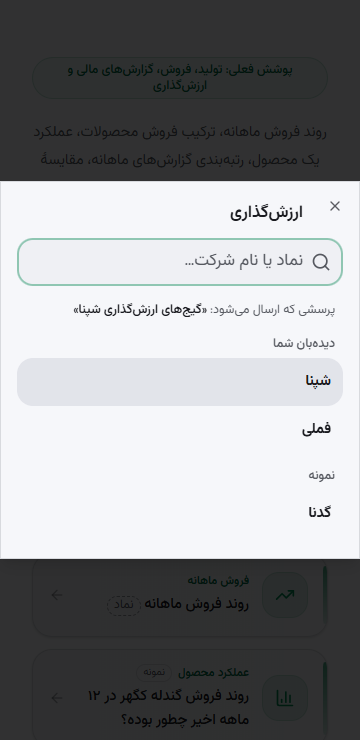 پوشش فعلی: تولید، فروش، گزارش‌های مالی و
ارزش‌گذاری
روند فروش ماهانه، ترکیب فروش محصولات، عملکرد
یک محصول، رتبه‌بندی گزارش‌های ماهانه، مقایسهٔ
ارزش‌گذاری
نماد یا نام شرکت...
پرسشی که ارسال می‌شود: «گیج‌های ارزش‌گذاری شپنا»
دیده‌بان شما
شپنا
فملی
نمونه
گدنا
فروش ماهانه
روند فروش ماهانه نماد
عملکرد محصول نمونه
روند فروش گندله کگهر در ۱۲
ماهه اخیر چطور بوده؟